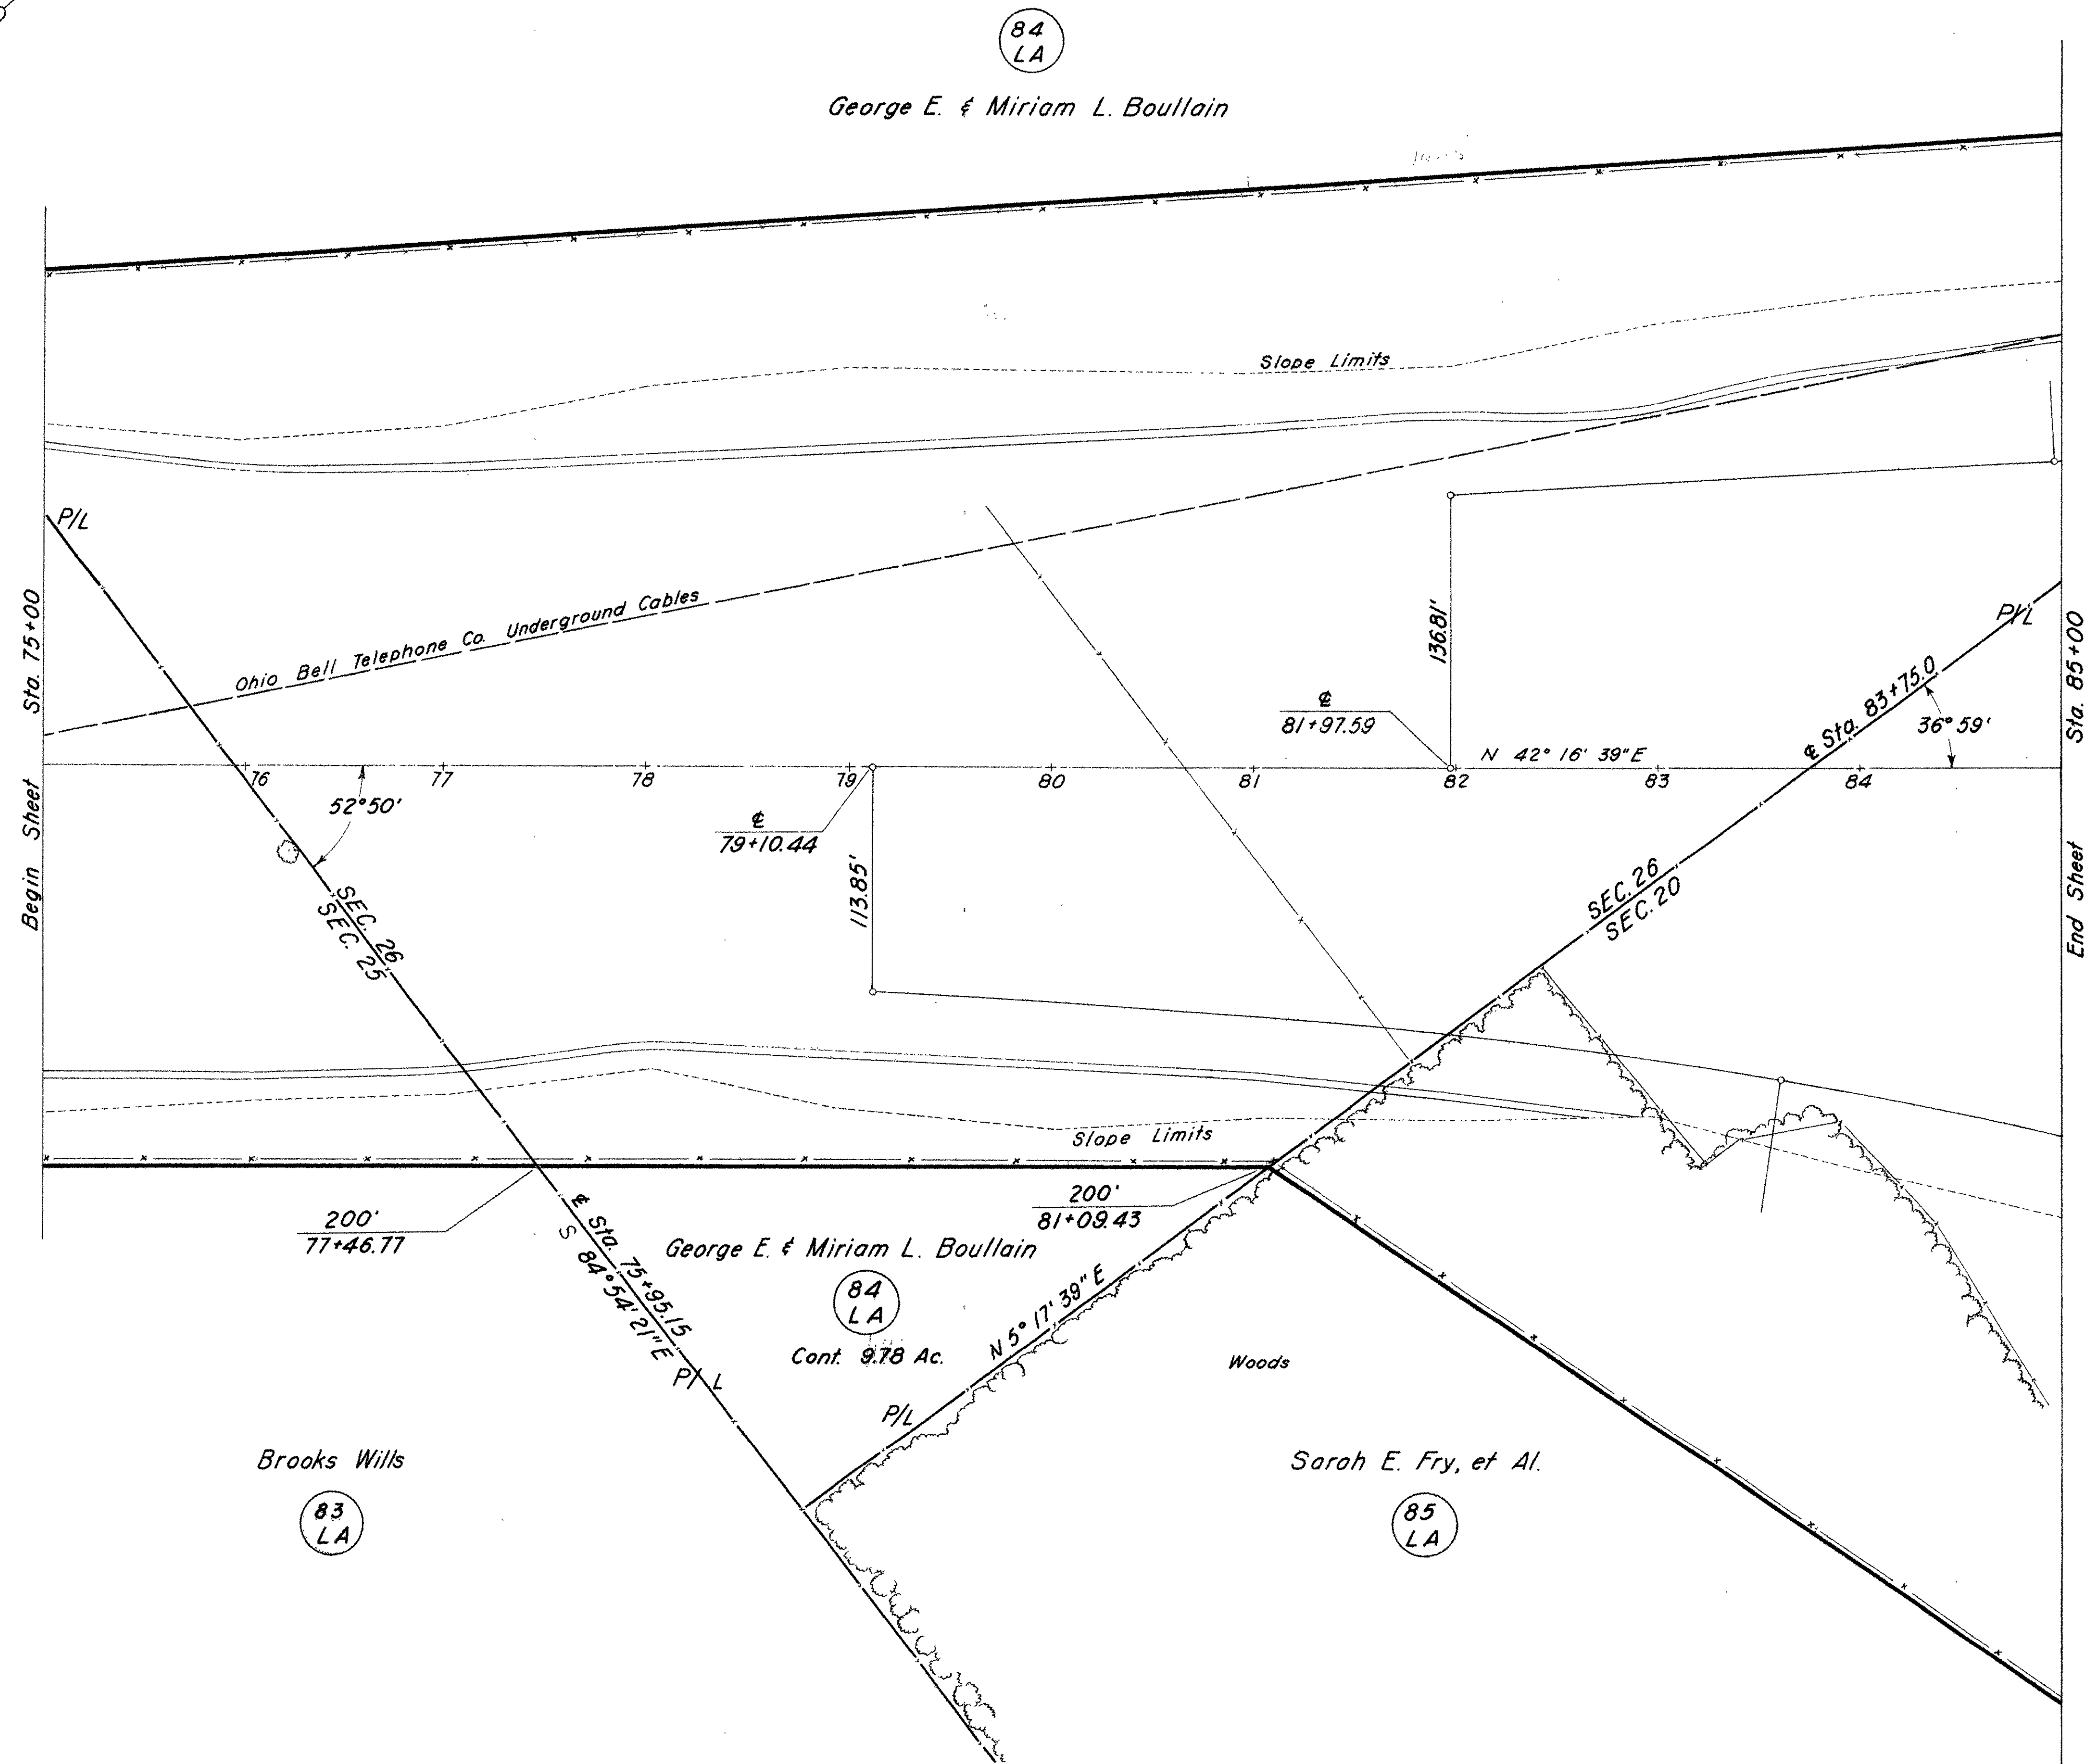 84
LA
George E. & Miriam L. Boullain
Slope Limits
P/L
Begin Sheet Sta. 75+00
Ohio Bell Telephone Co. Underground Cables
136.81'
℄
81+97.59
N 42° 16' 39" E
P/L
℄ Sta. 83+75.0
36° 59'
End Sheet Sta. 85+00
76 77 78 79 80 81 82 83 84
52°50'
℄
79+10.44
113.85'
SEC. 26
SEC. 25
SEC. 26
SEC. 20
Slope Limits
200'
77+46.77
200'
81+09.43
℄ Sta. 75+95.15
S 84°54'21"E
P/L
George E. & Miriam L. Boullain
84
LA
Cont. 9.78 Ac.
N 5° 17' 39" E
P/L
Woods
Brooks Wills
83
LA
Sarah E. Fry, et Al.
85
LA